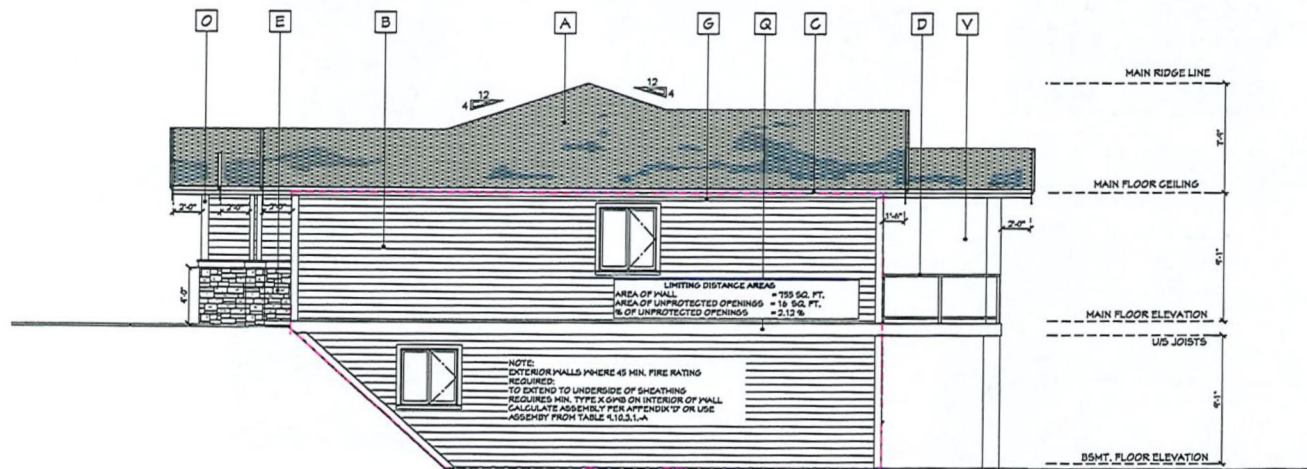 O E B A G Q C D V
MAIN RIDGE LINE
12
4
12
4
7'-9"
MAIN FLOOR CEILING
2'-0" 2'-0" 2'-0"
1'-6" 2'-0"
9'-1"
LIMITING DISTANCE AREAS
AREA OF WALL = 755 SQ. FT.
AREA OF UNPROTECTED OPENINGS = 16 SQ. FT.
% OF UNPROTECTED OPENINGS = 2.12 %
4'-0"
MAIN FLOOR ELEVATION
U/S JOISTS
NOTE:
EXTERIOR WALLS WHERE 45 MIN. FIRE RATING
REQUIRED:
TO EXTEND TO UNDERSIDE OF SHEATHING
REQUIRES MIN. TYPE X GWB ON INTERIOR OF WALL
CALCULATE ASSEMBLY PER APPENDIX 'D' OR USE
ASSEMBY FROM TABLE 9.10.3.1.-A
9'-1"
BSMT. FLOOR ELEVATION